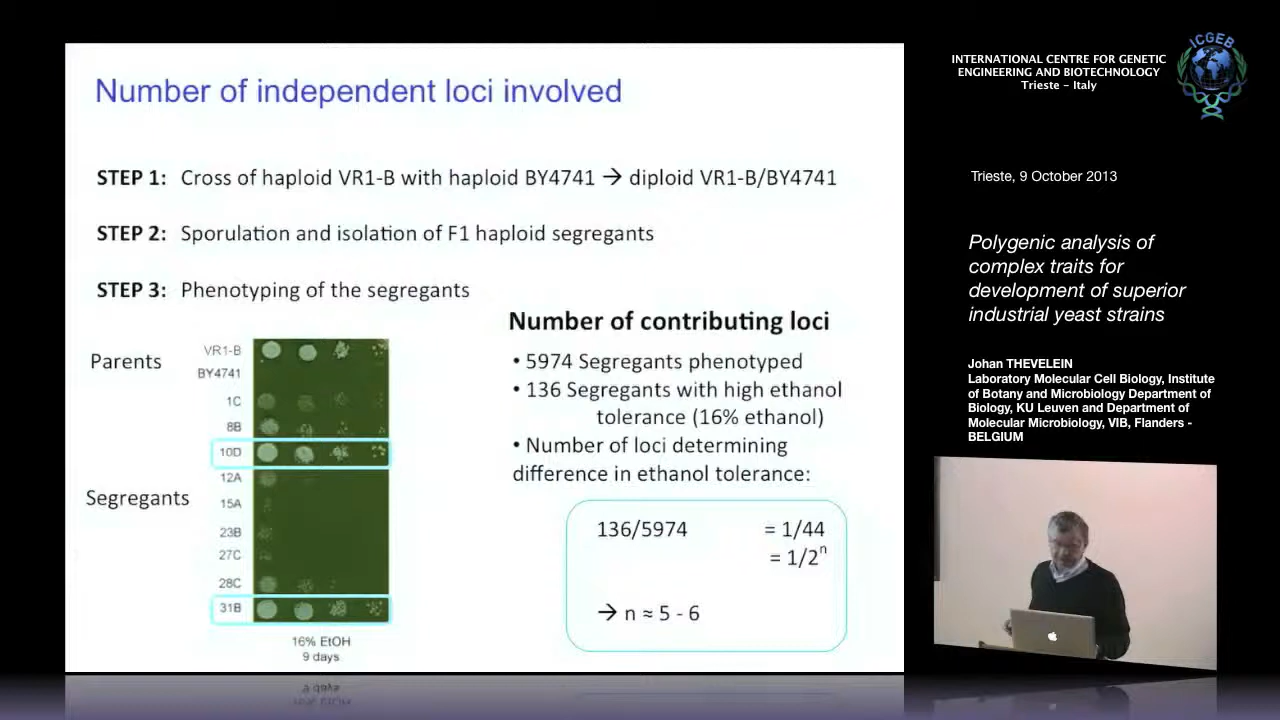 Number of independent loci involved
STEP 1: Cross of haploid VR1-B with haploid BY4741 → diploid VR1-B/BY4741
STEP 2: Sporulation and isolation of F1 haploid segregants
STEP 3: Phenotyping of the segregants
Parents
Segregants
VR1-B
BY4741
1C
8B
10D
12A
15A
23B
27C
28C
31B
16% EtOH
9 days
Number of contributing loci
• 5974 Segregants phenotyped
• 136 Segregants with high ethanol
tolerance (16% ethanol)
• Number of loci determining
difference in ethanol tolerance:
136/5974 = 1/44
= 1/2ⁿ
→ n ≈ 5 - 6
INTERNATIONAL CENTRE FOR GENETIC
ENGINEERING AND BIOTECHNOLOGY
Trieste - Italy
ICGEB
Trieste, 9 October 2013
Polygenic analysis of
complex traits for
development of superior
industrial yeast strains
Johan THEVELEIN
Laboratory Molecular Cell Biology, Institute
of Botany and Microbiology Department of
Biology, KU Leuven and Department of
Molecular Microbiology, VIB, Flanders -
BELGIUM